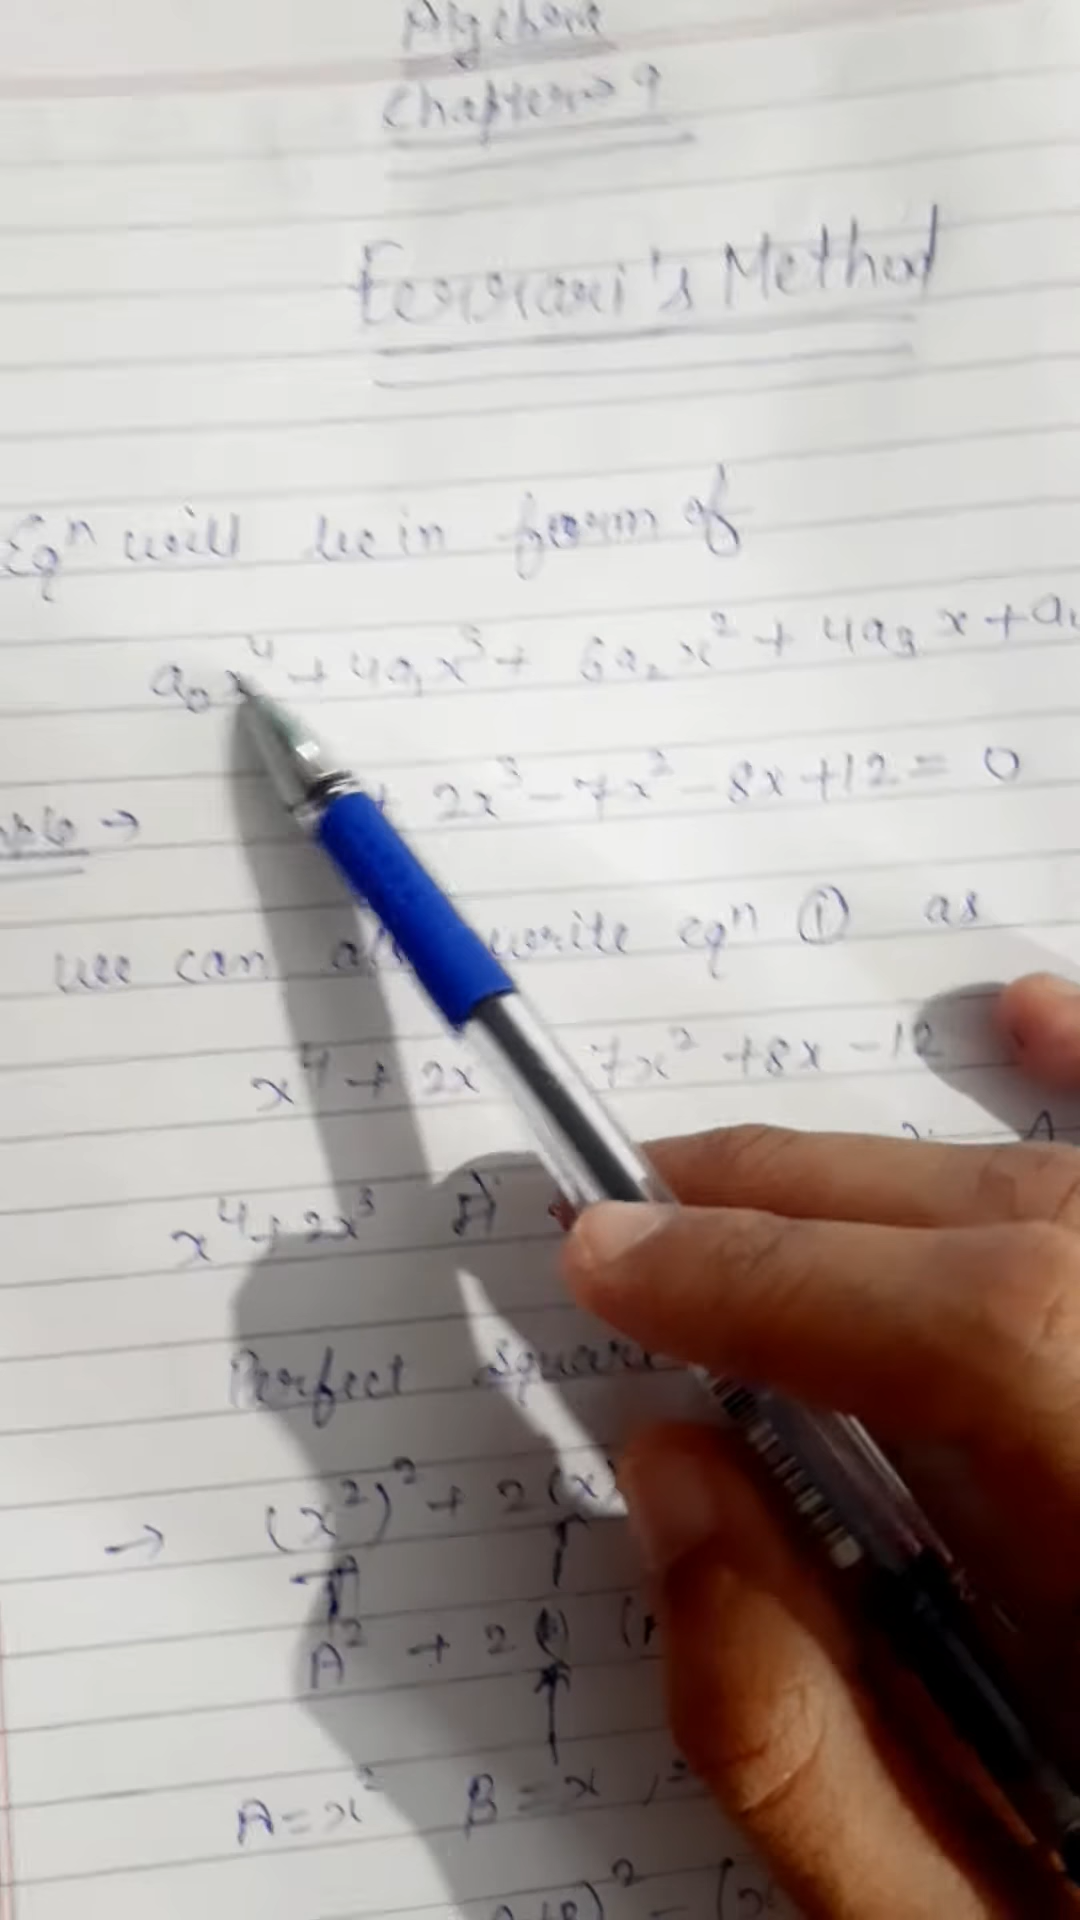 Algebra
Chapter → 9
Ferrari's Method
Eqⁿ will be in form of
a₀x⁴ + 4a₁x³ + 6a₂x² + 4a₃x + a
+ 2x³ - 7x² - 8x + 12 = 0
we can write eqⁿ ① as
x⁴ + 2x 7x² + 8x - 12
x⁴ + 2x³
Perfect square
→ (x²)² + 2(x)
A² + 2
A = x² B = x